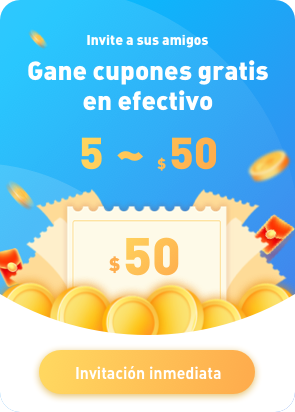 Invite a sus amigos
Gane cupones gratis
en efectivo
5 ~ $50
$50
Invitación inmediata